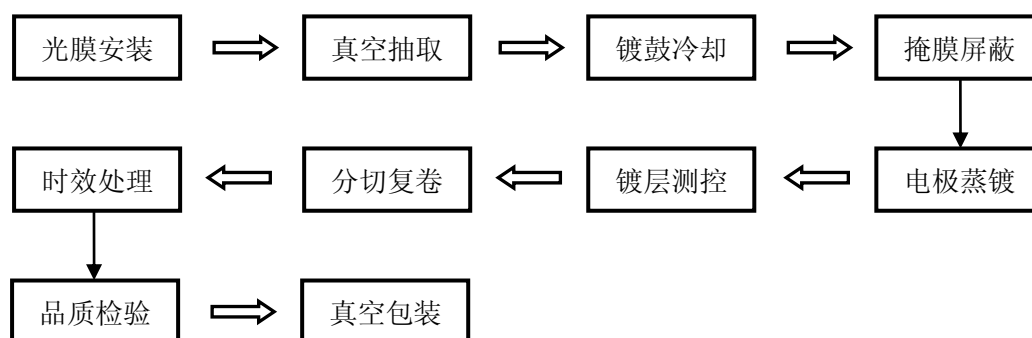 光膜安装
真空抽取
镀鼓冷却
掩膜屏蔽
电极蒸镀
镀层测控
分切复卷
时效处理
品质检验
真空包装